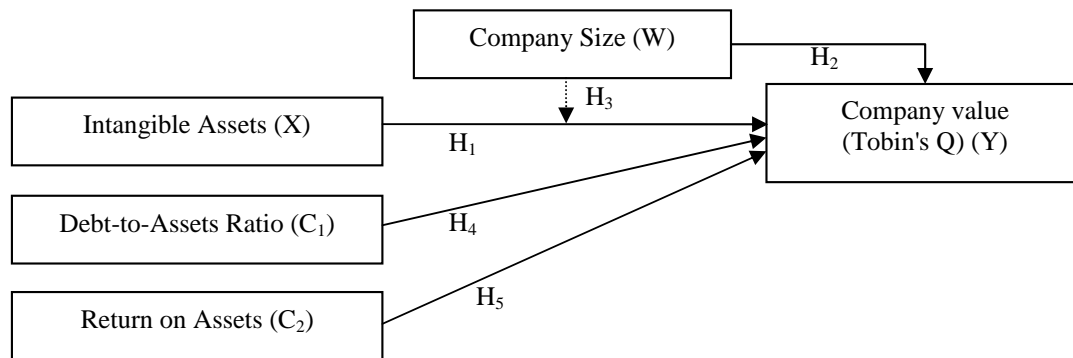 Company Size (W)
H₂
H₃
Intangible Assets (X)
Company value
(Tobin's Q) (Y)
H₁
Debt-to-Assets Ratio (C₁)
H₄
H₅
Return on Assets (C₂)